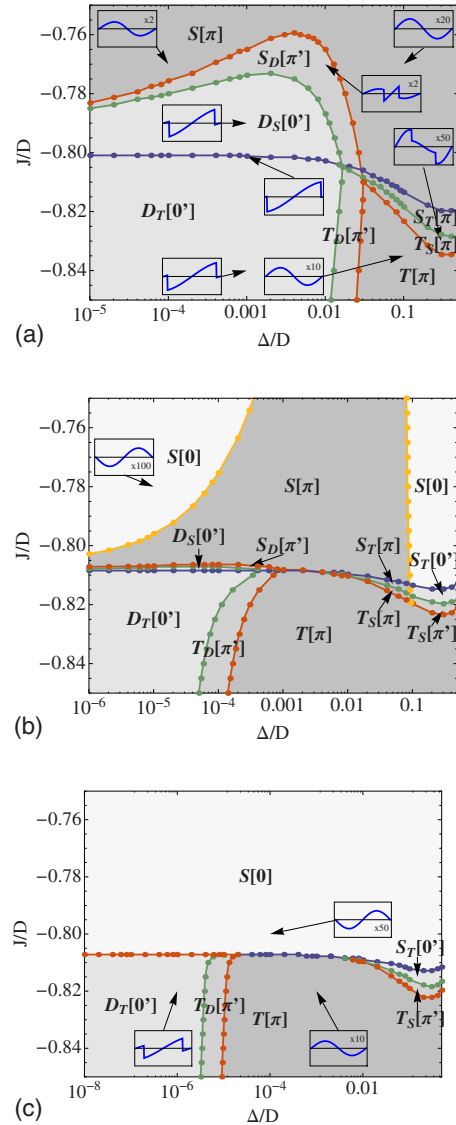 −0.76
−0.78
−0.80
−0.82
−0.84
J/D
x2
S[π]
S_D[π']
x20
x2
D_S[0']
x50
D_T[0']
T_D[π']
S_T[π]
T_S[π]
x10
T[π]
10⁻⁵ 10⁻⁴ 0.001 0.01 0.1
(a)
Δ/D
−0.76
−0.78
−0.80
−0.82
−0.84
J/D
x100
S[0]
S[π]
S[0]
D_S[0']
S_D[π']
S_T[π]
S_T[0']
D_T[0']
T_D[π']
T[π]
T_S[π]
T_S[π']
10⁻⁶ 10⁻⁵ 10⁻⁴ 0.001 0.01 0.1
(b)
Δ/D
−0.76
−0.78
−0.80
−0.82
−0.84
J/D
S[0]
x50
S_T[0']
D_T[0']
T_D[π']
T[π]
T_S[π']
x10
10⁻⁸ 10⁻⁶ 10⁻⁴ 0.01
(c)
Δ/D